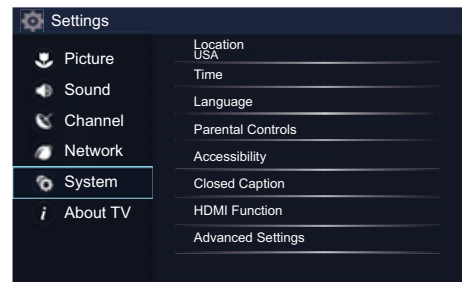 Settings
Picture
Sound
Channel
Network
System
About TV
Location
USA
Time
Language
Parental Controls
Accessibility
Closed Caption
HDMI Function
Advanced Settings